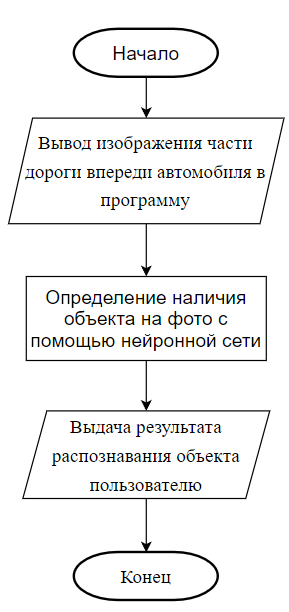 Начало
Вывод изображения части
дороги впереди автомобиля в
программу
Определение наличия
объекта на фото с
помощью нейронной сети
Выдача результата
распознавания объекта
пользователю
Конец